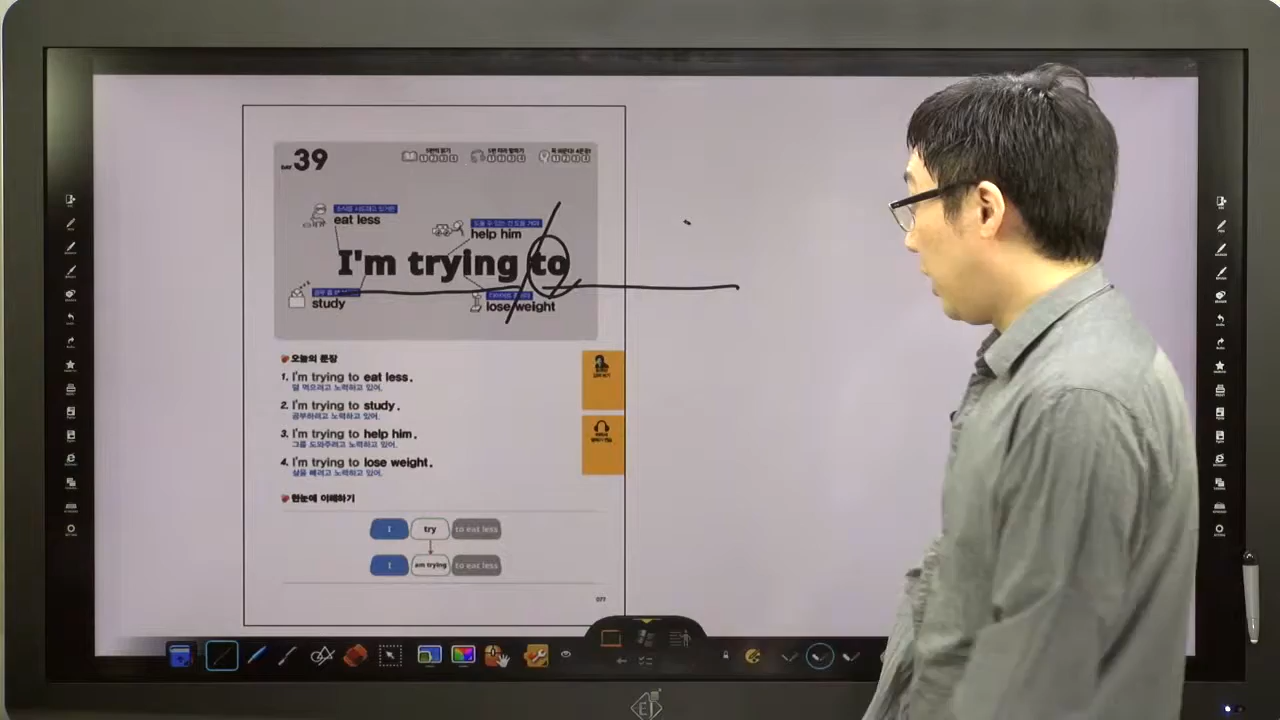 DAY 39
eat less
help him
I'm trying to
study
lose weight
오늘의 문장
1. I'm trying to eat less.
덜 먹으려고 노력하고 있어.
2. I'm trying to study.
공부하려고 노력하고 있어.
3. I'm trying to help him.
그를 도와주려고 노력하고 있어.
4. I'm trying to lose weight.
살을 빼려고 노력하고 있어.
한눈에 이해하기
I try to eat less
I am trying to eat less
077